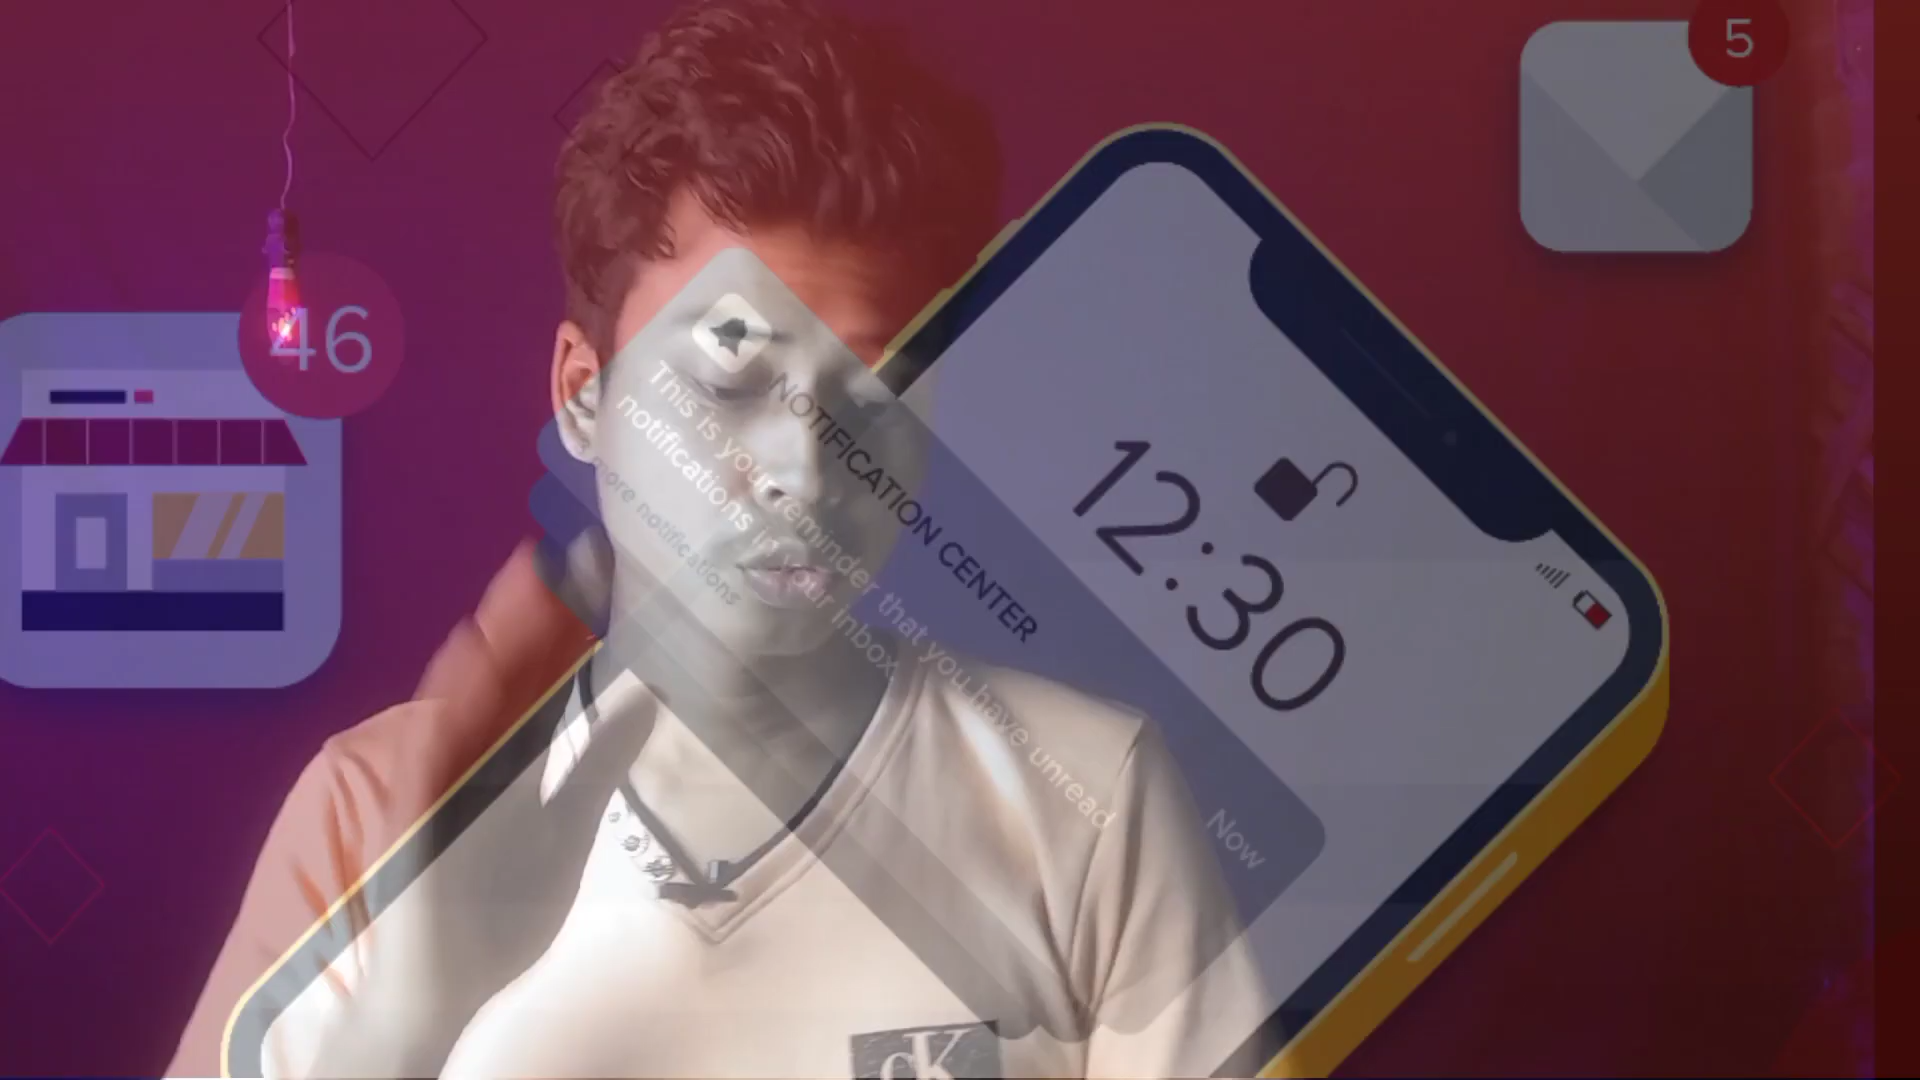 5
46
12:30
NOTIFICATION CENTER
This is your reminder that you have unread
notifications in your inbox
more notifications
Now
cK